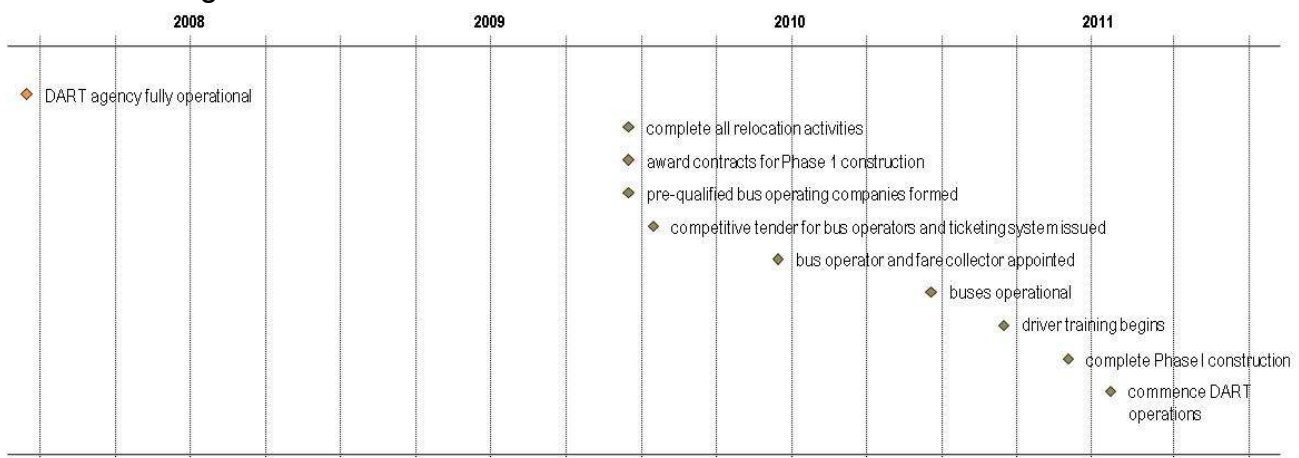 2008 2009 2010 2011
DART agency fully operational
complete all relocation activities
award contracts for Phase 1 construction
pre-qualified bus operating companies formed
competitive tender for bus operators and ticketing system issued
bus operator and fare collector appointed
buses operational
driver training begins
complete Phase I construction
commence DART
operations